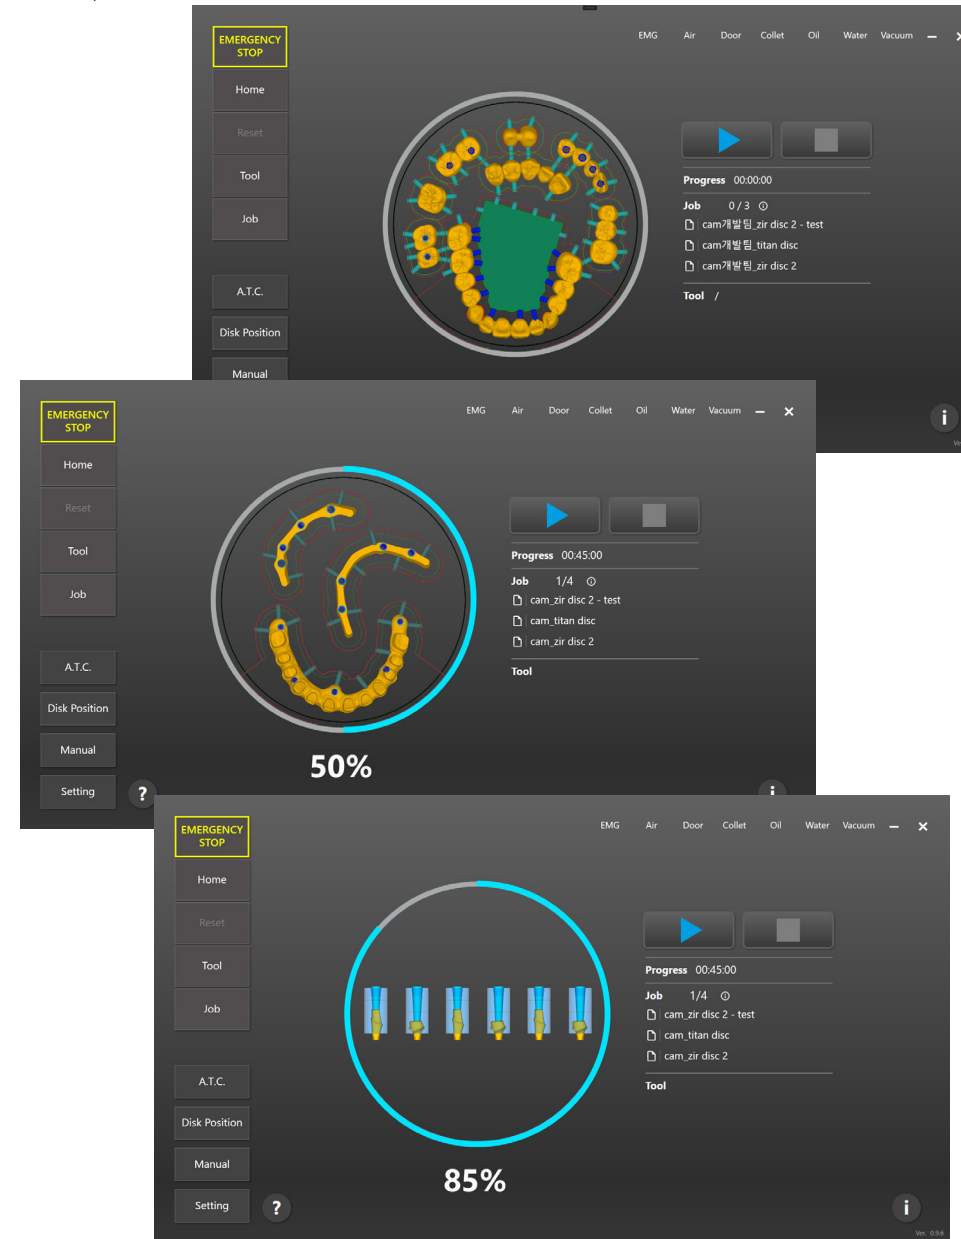 EMG Air Door Collet Oil Water Vacuum
EMERGENCY
STOP
Home
Reset
Tool
Job
A.T.C.
Disk Position
Manual
Progress 00:00:00
Job 0 / 3
cam개발팀_zir disc 2 - test
cam개발팀_titan disc
cam개발팀_zir disc 2
Tool /
i
EMG Air Door Collet Oil Water Vacuum
EMERGENCY
STOP
Home
Reset
Tool
Job
A.T.C.
Disk Position
Manual
Setting
?
50%
Progress 00:45:00
Job 1/4
cam_zir disc 2 - test
cam_titan disc
cam_zir disc 2
Tool
i
EMG Air Door Collet Oil Water Vacuum
EMERGENCY
STOP
Home
Reset
Tool
Job
A.T.C.
Disk Position
Manual
Setting
?
85%
Progress 00:45:00
Job 1/4
cam_zir disc 2 - test
cam_titan disc
cam_zir disc 2
Tool
i
Ver. 0.9.6